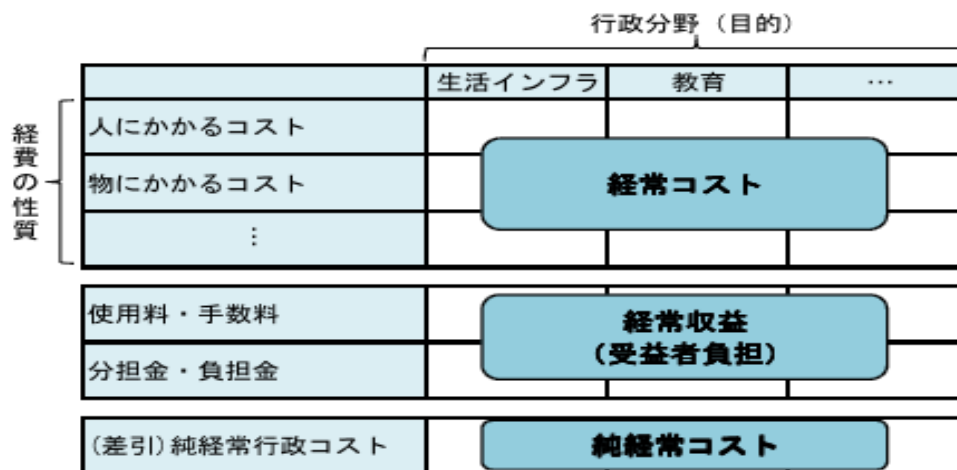 行政分野（目的）
生活インフラ 教育 …
経費の性質
人にかかるコスト
物にかかるコスト
経常コスト
…
使用料・手数料
経常収益
（受益者負担）
分担金・負担金
(差引)純経常行政コスト
純経常コスト